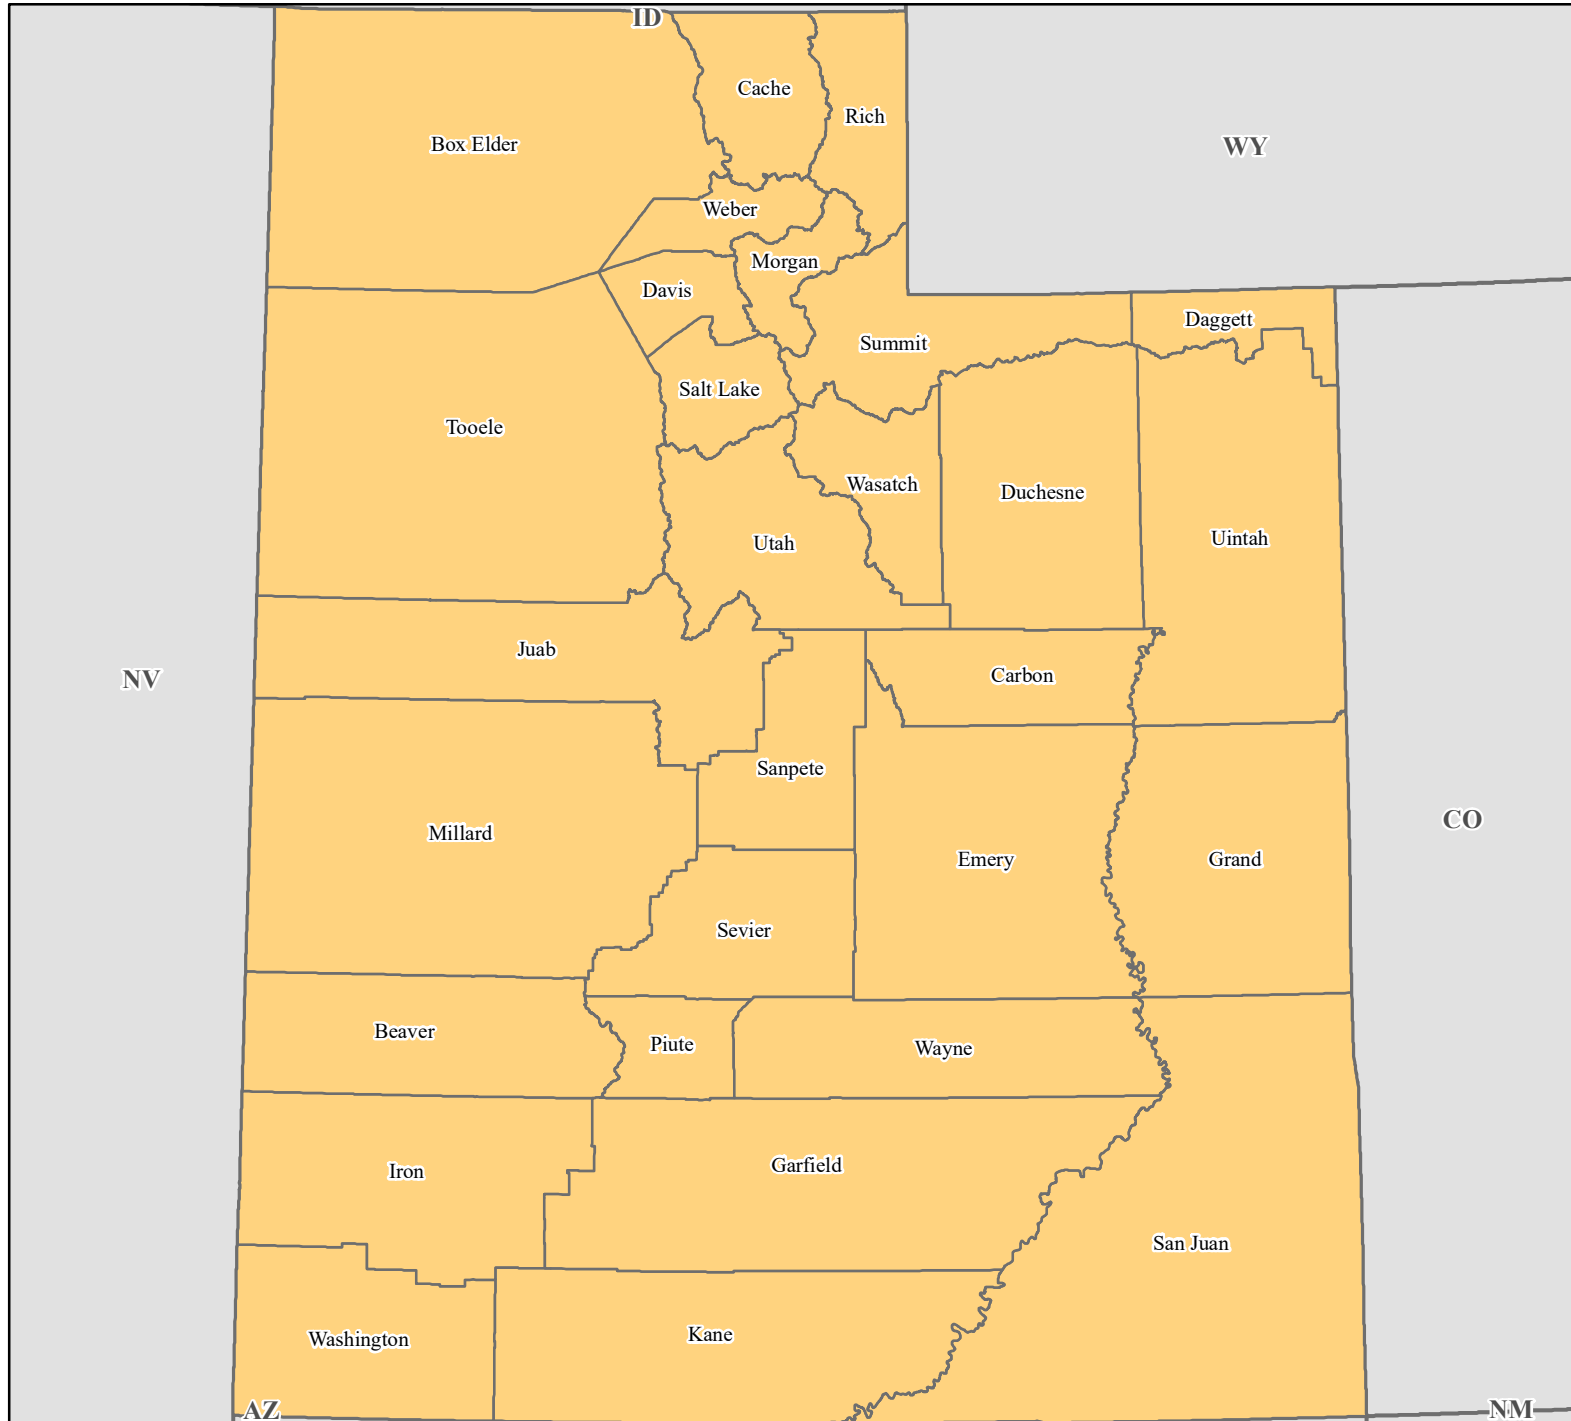 ID
Cache
Rich
Box Elder
WY
Weber
Morgan
Davis
Daggett
Summit
Salt Lake
Tooele
Wasatch
Duchesne
Uintah
Utah
Juab
Carbon
NV
Sanpete
CO
Millard
Emery
Grand
Sevier
Beaver
Piute
Wayne
Garfield
Iron
San Juan
Kane
Washington
AZ
NM